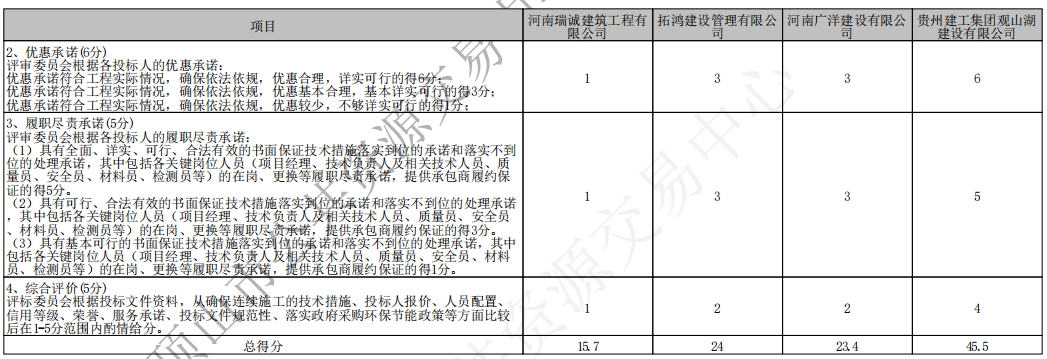 项目
河南瑞诚建筑工程有
限公司
拓鸿建设管理有限公
司
河南广洋建设有限公
司
贵州建工集团观山湖
建设有限公司
2、优惠承诺(6分)
评审委员会根据各投标人的优惠承诺:
优惠承诺符合工程实际情况，确保依法依规，优惠合理，详实可行的得6分;
优惠承诺符合工程实际情况，确保依法依规，优惠基本合理，基本详实可行的得3分;
优惠承诺符合工程实际情况，确保依法依规，优惠较少，不够详实可行的得1分;
1
3
3
6
3、履职尽责承诺(5分)
评审委员会根据各投标人的履职尽责承诺:
（1）具有全面、详实、可行、合法有效的书面保证技术措施落实到位的承诺和落实不到
位的处理承诺，其中包括各关键岗位人员（项目经理、技术负责人及相关技术人员、质
量员、安全员、材料员、检测员等）的在岗、更换等履职尽责承诺，提供承包商履约保
证的得5分。
（2）具有可行、合法有效的书面保证技术措施落实到位的承诺和落实不到位的处理承诺
，其中包括各关键岗位人员（项目经理、技术负责人及相关技术人员、质量员、安全员
、材料员、检测员等）的在岗、更换等履职尽责承诺，提供承包商履约保证的得3分。
（3）具有基本可行的书面保证技术措施落实到位的承诺和落实不到位的处理承诺，其中
包括各关键岗位人员（项目经理、技术负责人及相关技术人员、质量员、安全员、材料
员、检测员等）的在岗、更换等履职尽责承诺，提供承包商履约保证的得1分。
1
3
3
5
4、综合评价(5分)
评标委员会根据投标文件资料，从确保连续施工的技术措施、投标人报价、人员配置、
信用等级、荣誉、服务承诺、投标文件规范性、落实政府采购环保节能政策等方面比较
后在1-5分范围内酌情给分。
1
2
2
4
总得分
15.7
24
23.4
45.5
顶山市公共资源交易中
资源交易中心